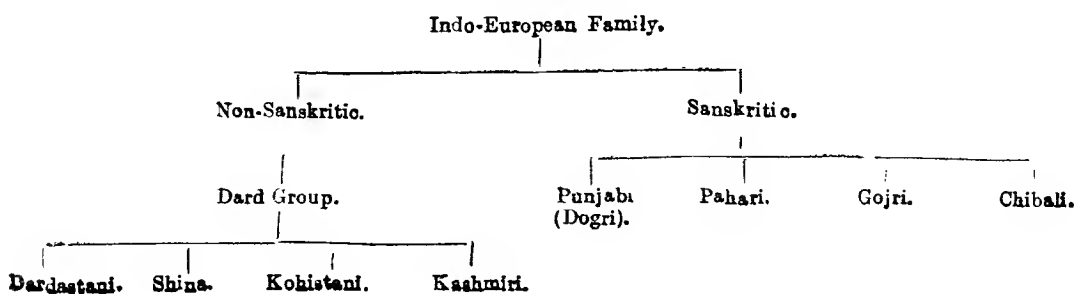 Indo-European Family.
Non-Sanskritic.
Sanskritic.
Dard Group.
Punjabi Pahari. Gojri. Chibali.
(Dogri).
Dardastani. Shina. Kohistani. Kashmiri.